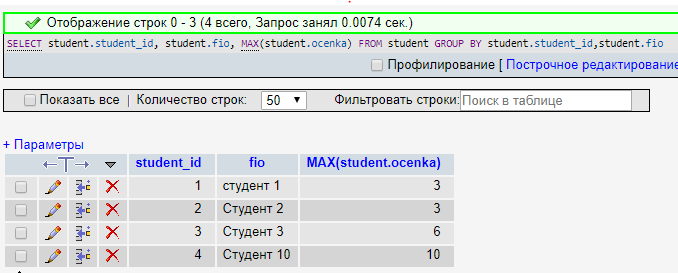 Отображение строк 0 - 3 (4 всего, Запрос занял 0.0074 сек.)
SELECT student.student_id, student.fio, MAX(student.ocenka) FROM student GROUP BY student.student_id,student.fio
Профилирование [ Построчное редактирование
Показать все | Количество строк: 50 Фильтровать строки: Поиск в таблице
+ Параметры
←T→ student_id fio MAX(student.ocenka)
1 студент 1 3
2 Студент 2 3
3 Студент 3 6
4 Студент 10 10